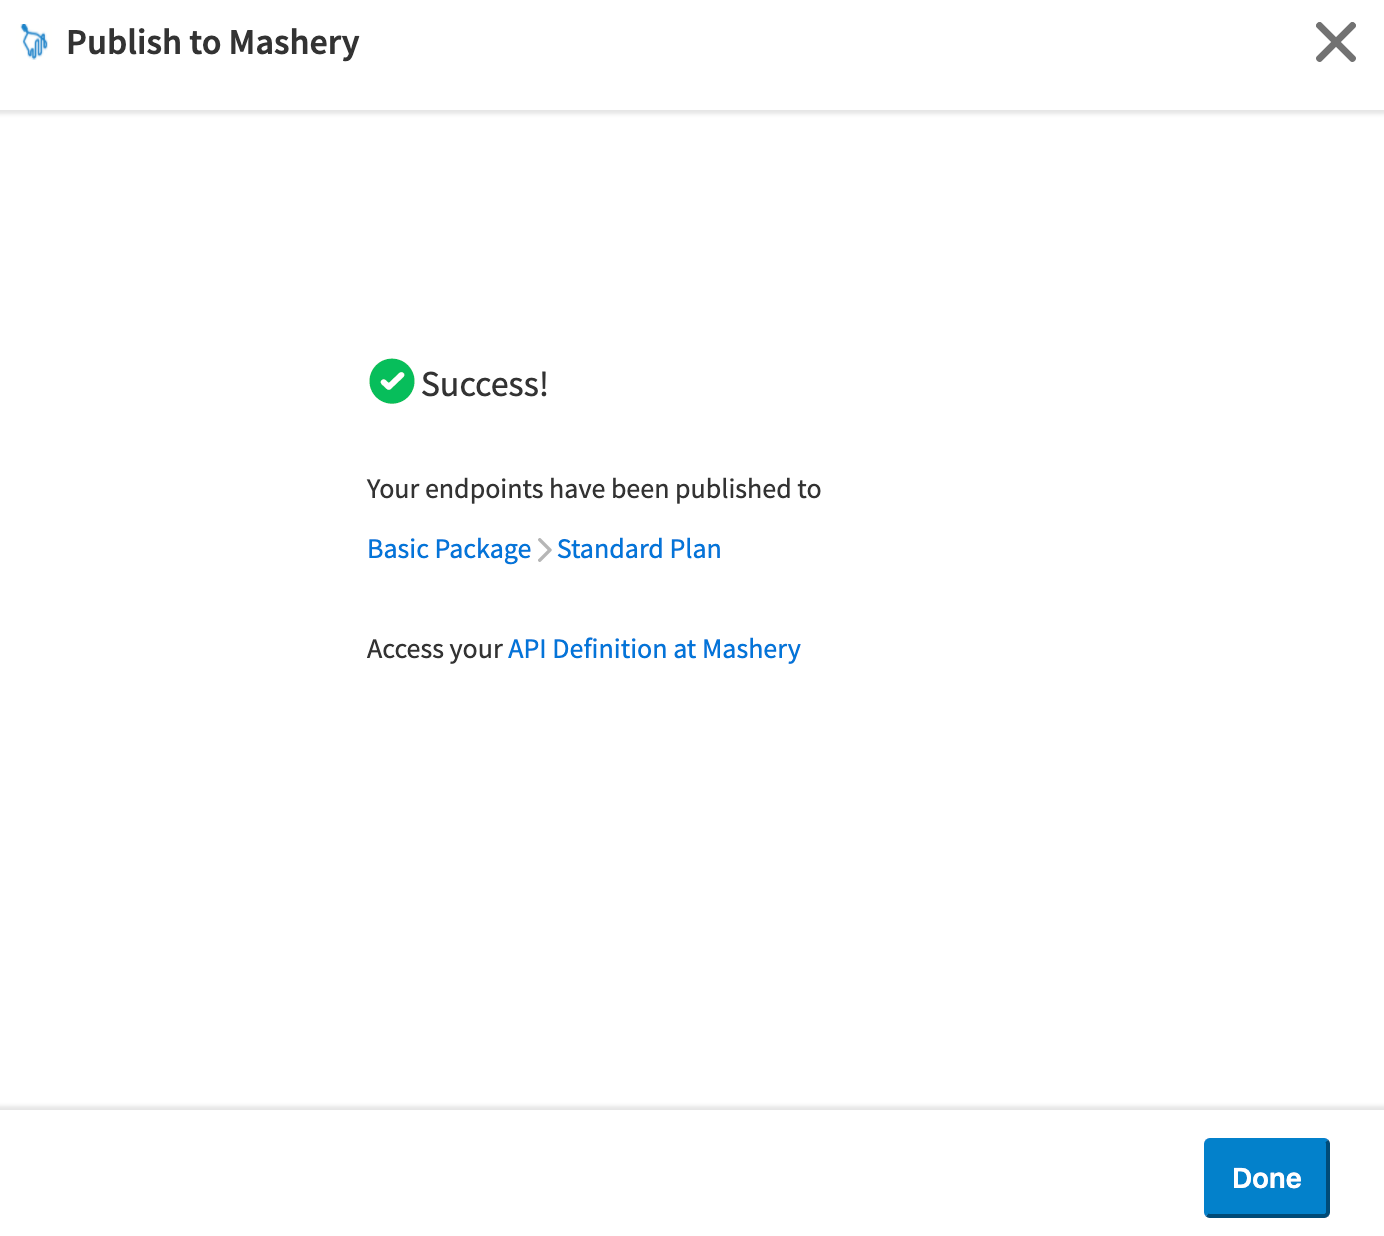 Publish to Mashery
Success!
Your endpoints have been published to
Basic Package Standard Plan
Access your API Definition at Mashery
Done